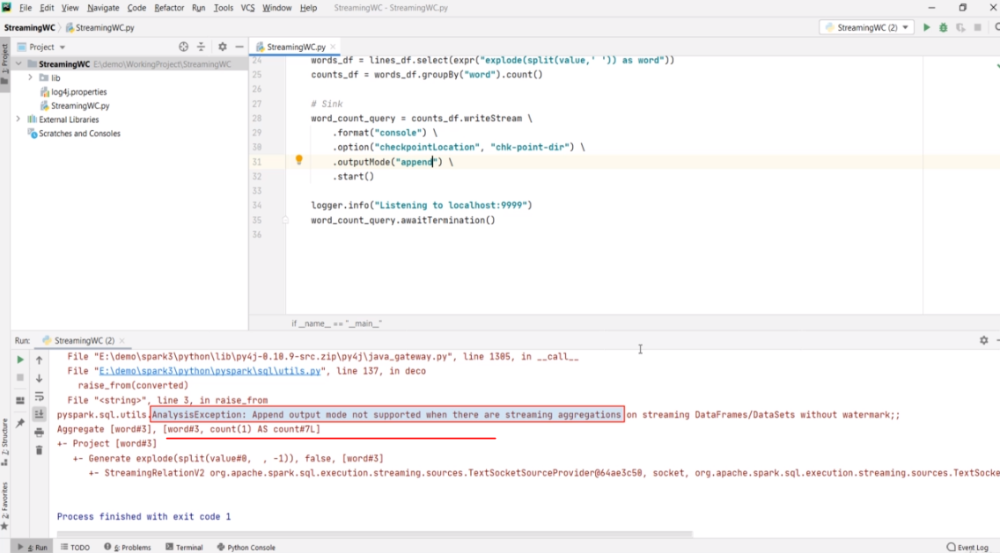 File Edit View Navigate Code Refactor Run Tools VCS Window Help StreamingWC - StreamingWC.py
StreamingWC StreamingWC.py StreamingWC (2)
1: Project
Project
StreamingWC.py
StreamingWC E:\demo\WorkingProject\StreamingWC
lib
log4j.properties
StreamingWC.py
External Libraries
Scratches and Consoles
24 words_df = lines_df.select(expr("explode(split(value,' ')) as word"))
25 counts_df = words_df.groupBy("word").count()
26
27 # Sink
28 word_count_query = counts_df.writeStream \
29 .format("console") \
30 .option("checkpointLocation", "chk-point-dir") \
31 .outputMode("append") \
32 .start()
33
34 logger.info("Listening to localhost:9999")
35 word_count_query.awaitTermination()
36
if __name__ == "__main__"
Run: StreamingWC (2)
File "E:\demo\spark3\python\lib\py4j-0.10.9-src.zip\py4j\java_gateway.py", line 1305, in __call__
File "E:\demo\spark3\python\pyspark\sql\utils.py", line 137, in deco
raise_from(converted)
File "<string>", line 3, in raise_from
pyspark.sql.utils.AnalysisException: Append output mode not supported when there are streaming aggregations on streaming DataFrames/DataSets without watermark;;
Aggregate [word#3], [word#3, count(1) AS count#7L]
+- Project [word#3]
+- Generate explode(split(value#0, , -1)), false, [word#3]
+- StreamingRelationV2 org.apache.spark.sql.execution.streaming.sources.TextSocketSourceProvider@64ae3c50, socket, org.apache.spark.sql.execution.streaming.sources.TextSocke
Process finished with exit code 1
Z: Structure
2: Favorites
4: Run TODO 6: Problems Terminal Python Console Event Log